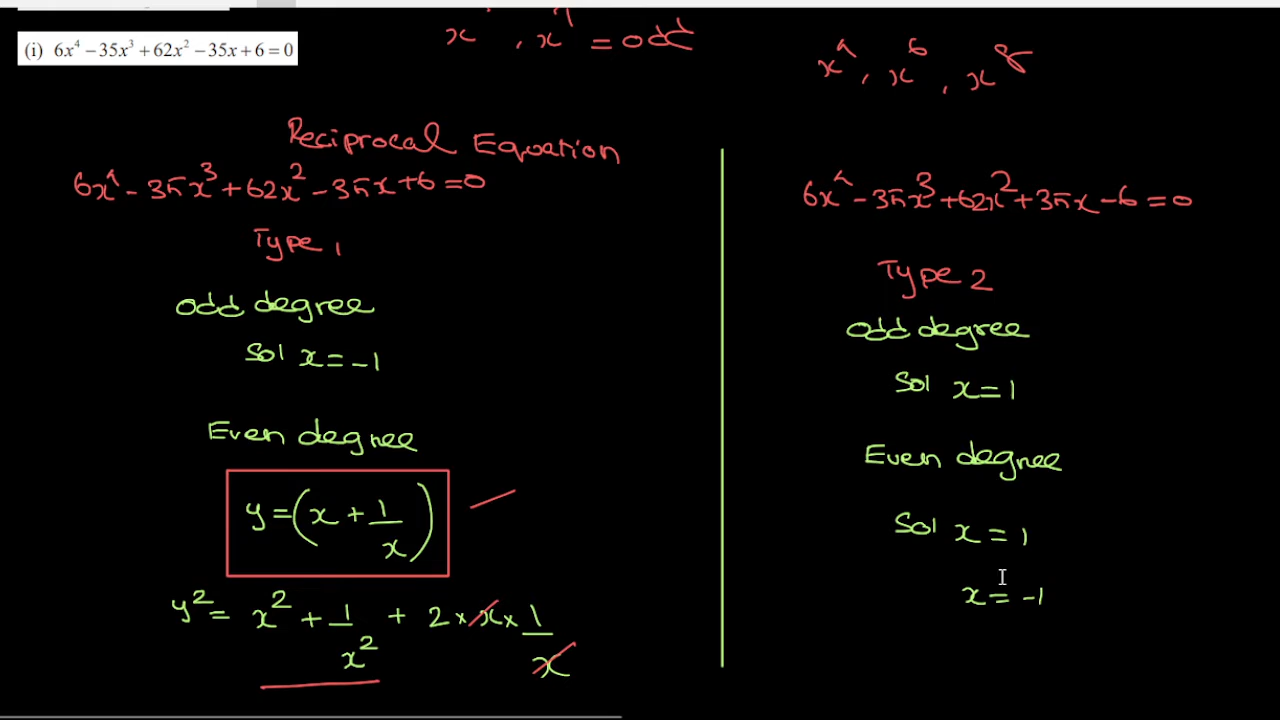 (i) 6x⁴ − 35x³ + 62x² − 35x + 6 = 0
x , x⁷ = odd
x⁴, x⁶, x⁸
Reciprocal Equation
6x⁴ - 35x³ + 62x² - 35x + 6 = 0
Type 1
odd degree
Sol x = -1
Even degree
y = (x + 1/x)
y² = x² + 1/x² + 2 × x × 1/x
6x⁴ - 35x³ + 62x² + 35x - 6 = 0
Type 2
Odd degree
Sol x = 1
Even degree
Sol x = 1
x = -1